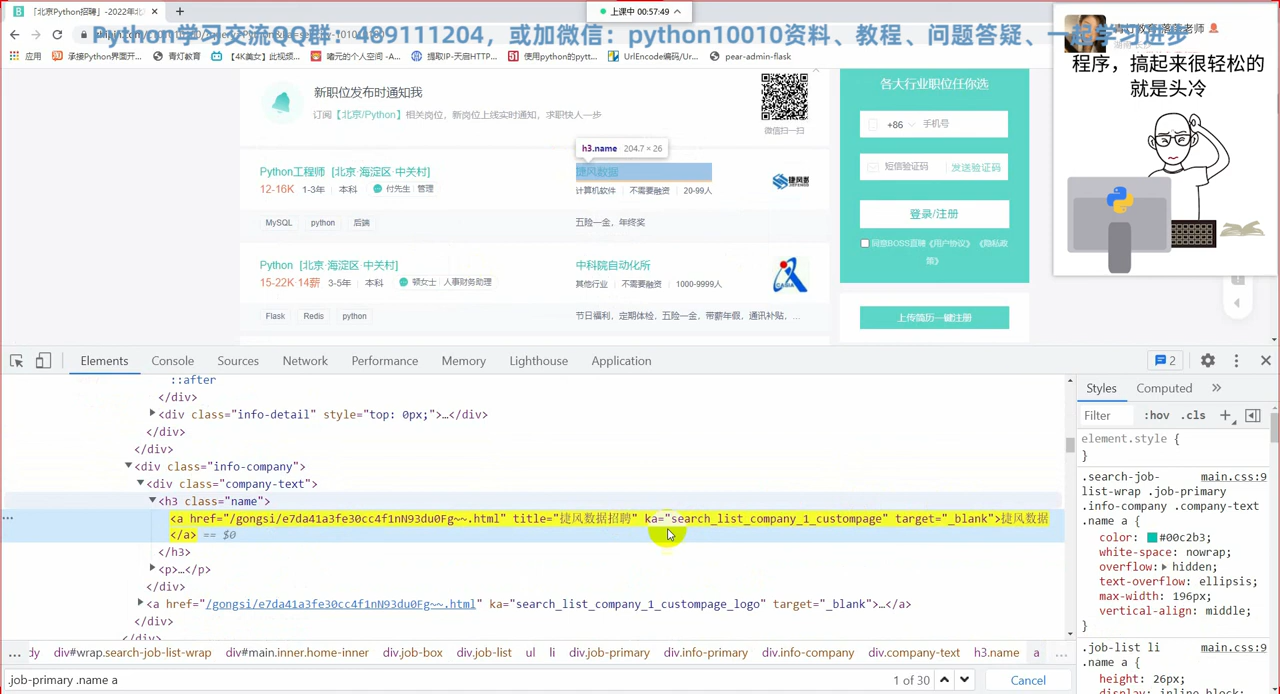 「北京Python招聘」-2022年北
上课中 00:57:49
Python学习交流QQ群：489111204，或加微信：python10010资料、教程、问题答疑、一起学习进步
应用
承接Python界面开...
青灯教育
【4K美女】此视频...
嗜元的个人空间 -A...
提取IP-天启HTTP...
使用python的pytt...
UrlEncode编码/Ur...
pear-admin-flask
程序，搞起来很轻松的
就是头冷
新职位发布时通知我
订阅【北京/Python】相关岗位，新岗位上线实时通知，求职快人一步
微信扫一扫
各大行业职位任你选
+86
手机号
短信验证码
发送验证码
登录/注册
同意BOSS直聘《用户协议》《隐私政
策》
上传简历一键注册
h3.name 204.7 × 26
Python工程师 [北京·海淀区·中关村]
捷风数据
12-16K 1-3年 本科 付先生 管理
计算机软件 不需要融资 20-99人
MySQL python 后端
五险一金，年终奖
Python [北京·海淀区·中关村]
中科院自动化所
15-22K·14薪 3-5年 本科 顿女士 人事财务助理
其他行业 不需要融资 1000-9999人
Flask Redis python
节日福利，定期体检，五险一金，带薪年假，通讯补贴，...
Elements Console Sources Network Performance Memory Lighthouse Application
2
::after
</div>
<div class="info-detail" style="top: 0px;">…</div>
</div>
</div>
<div class="info-company">
<div class="company-text">
<h3 class="name">
<a href="/gongsi/e7da41a3fe30cc4f1nN93du0Fg~~.html" title="捷风数据招聘" ka="search_list_company_1_custompage" target="_blank">捷风数据
</a> == $0
</h3>
<p>…</p>
</div>
<a href="/gongsi/e7da41a3fe30cc4f1nN93du0Fg~~.html" ka="search_list_company_1_custompage_logo" target="_blank">…</a>
</div>
</div>
Styles Computed »
Filter :hov .cls +
element.style {
}
.search-job- main.css:9
list-wrap .job-primary
.info-company .company-text
.name a {
color: #00c2b3;
white-space: nowrap;
overflow: hidden;
text-overflow: ellipsis;
max-width: 196px;
vertical-align: middle;
}
.job-list li main.css:9
.name a {
height: 26px;
display: inline-block;
... dy div#wrap.search-job-list-wrap div#main.inner.home-inner div.job-box div.job-list ul li div.job-primary div.info-primary div.info-company div.company-text h3.name a ...
.job-primary .name a
1 of 30
Cancel